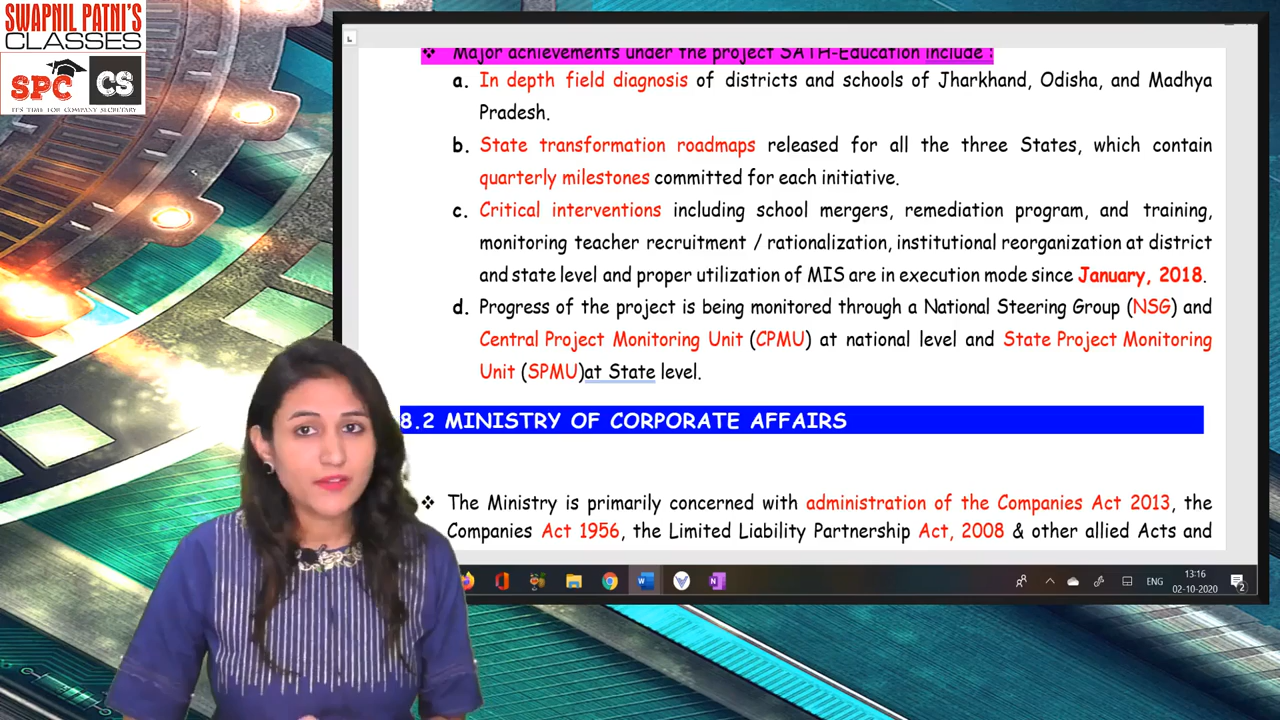 SWAPNIL PATNI'S
CLASSES
SPC CS
IT'S TIME FOR COMPANY SECRETARY
❖ Major achievements under the project SATH-Education include :
a. In depth field diagnosis of districts and schools of Jharkhand, Odisha, and Madhya
Pradesh.
b. State transformation roadmaps released for all the three States, which contain
quarterly milestones committed for each initiative.
c. Critical interventions including school mergers, remediation program, and training,
monitoring teacher recruitment / rationalization, institutional reorganization at district
and state level and proper utilization of MIS are in execution mode since January, 2018.
d. Progress of the project is being monitored through a National Steering Group (NSG) and
Central Project Monitoring Unit (CPMU) at national level and State Project Monitoring
Unit (SPMU)at State level.
8.2 MINISTRY OF CORPORATE AFFAIRS
❖ The Ministry is primarily concerned with administration of the Companies Act 2013, the
Companies Act 1956, the Limited Liability Partnership Act, 2008 & other allied Acts and
ENG
13:16
02-10-2020
2